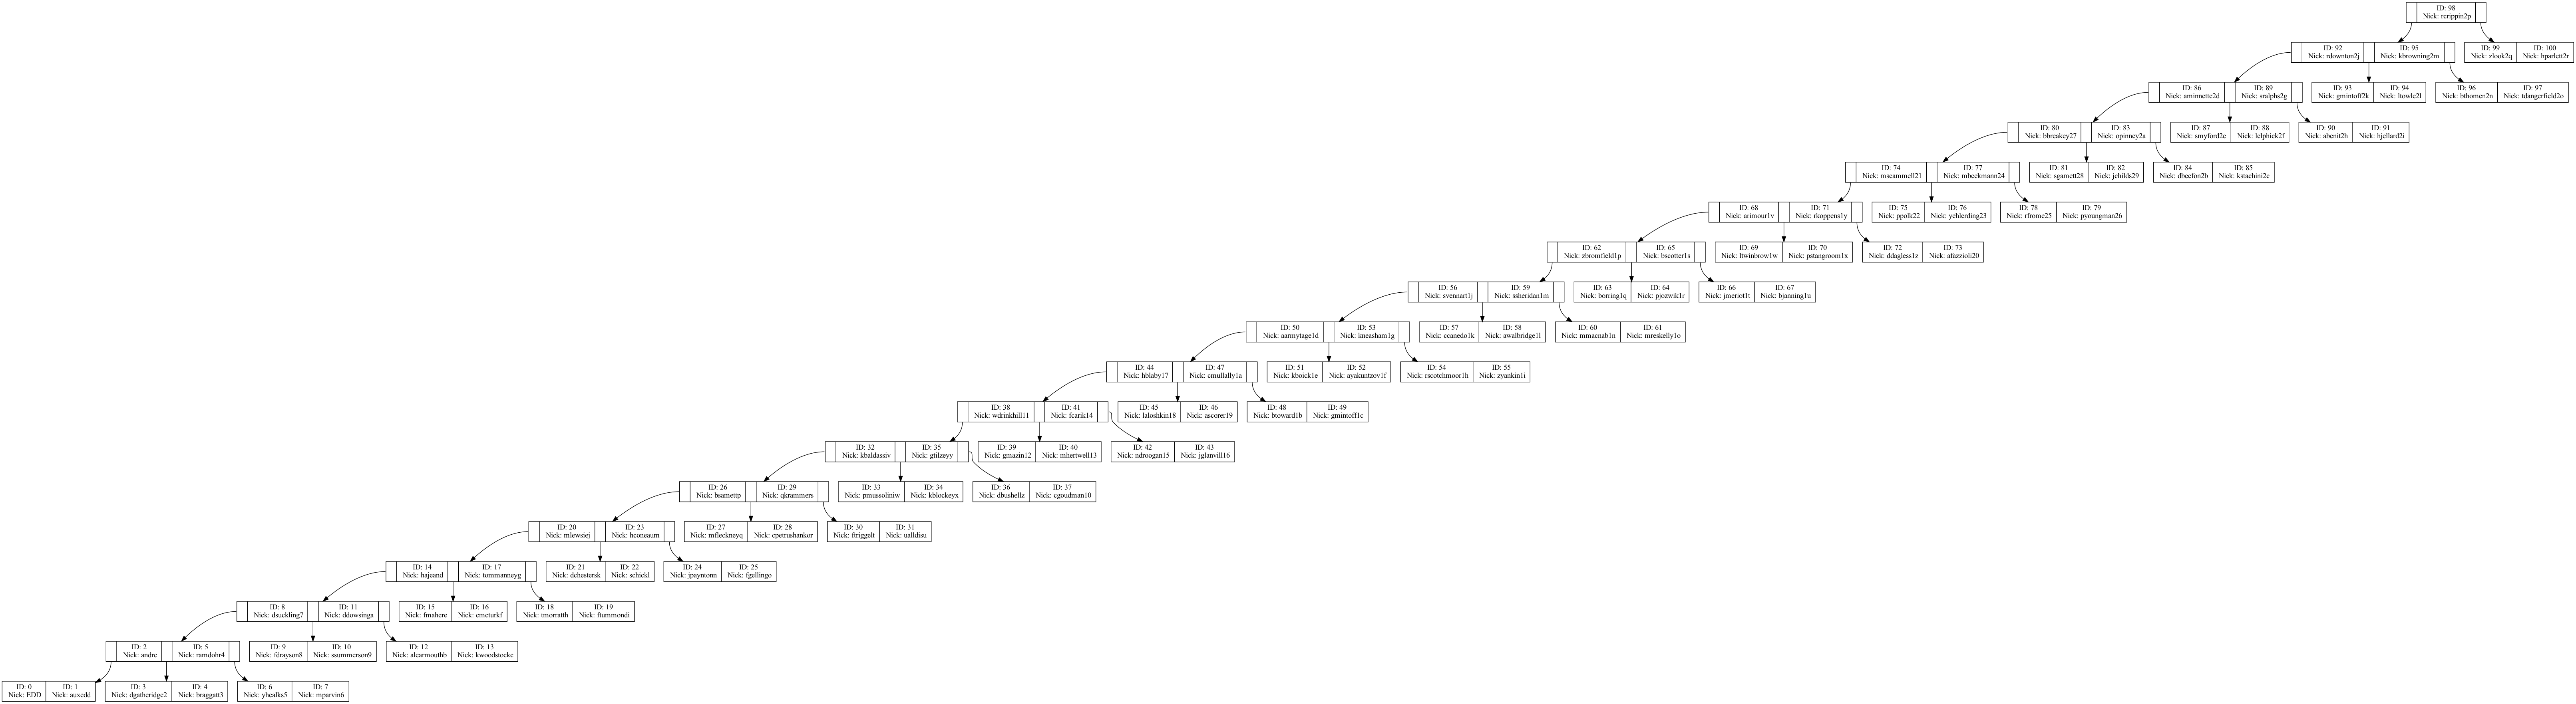 ID: 98
Nick: rcrippin2p
ID: 92 ID: 95 ID: 99 ID: 100
Nick: rdownton2j Nick: kbrowning2m Nick: zlook2q Nick: hparlett2r
ID: 86 ID: 89 ID: 93 ID: 94 ID: 96 ID: 97
Nick: aminnette2d Nick: sralphs2g Nick: gmintoff2k Nick: ltowle2l Nick: bthomen2n Nick: tdangerfield2o
ID: 80 ID: 83 ID: 87 ID: 88 ID: 90 ID: 91
Nick: bbreakey27 Nick: opinney2a Nick: smyford2e Nick: lelphick2f Nick: abenit2h Nick: hjellard2i
ID: 74 ID: 77 ID: 81 ID: 82 ID: 84 ID: 85
Nick: mscammell21 Nick: mbeekmann24 Nick: sgamett28 Nick: jchilds29 Nick: dbeefon2b Nick: kstachini2c
ID: 68 ID: 71 ID: 75 ID: 76 ID: 78 ID: 79
Nick: arimour1v Nick: rkoppens1y Nick: ppolk22 Nick: yehlerding23 Nick: rfrome25 Nick: pyoungman26
ID: 62 ID: 65 ID: 69 ID: 70 ID: 72 ID: 73
Nick: zbromfield1p Nick: bscotter1s Nick: ltwinbrow1w Nick: pstangroom1x Nick: ddagless1z Nick: afazzioli20
ID: 56 ID: 59 ID: 63 ID: 64 ID: 66 ID: 67
Nick: svennart1j Nick: ssheridan1m Nick: borring1q Nick: pjozwik1r Nick: jmeriot1t Nick: bjanning1u
ID: 50 ID: 53 ID: 57 ID: 58 ID: 60 ID: 61
Nick: aarmytage1d Nick: kneasham1g Nick: ccanedo1k Nick: awalbridge1l Nick: mmacnab1n Nick: mreskelly1o
ID: 44 ID: 47 ID: 51 ID: 52 ID: 54 ID: 55
Nick: hblaby17 Nick: cmullally1a Nick: kboick1e Nick: ayakuntzov1f Nick: rscotchmoor1h Nick: zyankin1i
ID: 38 ID: 41 ID: 45 ID: 46 ID: 48 ID: 49
Nick: wdrinkhill11 Nick: fcarik14 Nick: laloshkin18 Nick: ascorer19 Nick: btoward1b Nick: gmintoff1c
ID: 32 ID: 35 ID: 39 ID: 40 ID: 42 ID: 43
Nick: kbaldassiv Nick: gtilzeyy Nick: gmazin12 Nick: mhertwell13 Nick: ndroogan15 Nick: jglanvill16
ID: 26 ID: 29 ID: 33 ID: 34 ID: 36 ID: 37
Nick: bsamettp Nick: qkrammers Nick: pmussoliniw Nick: kblockeyx Nick: dbushellz Nick: cgoudman10
ID: 20 ID: 23 ID: 27 ID: 28 ID: 30 ID: 31
Nick: mlewsiej Nick: hconeaum Nick: mfleckneyq Nick: cpetrushankor Nick: ftriggelt Nick: ualldisu
ID: 14 ID: 17 ID: 21 ID: 22 ID: 24 ID: 25
Nick: hajeand Nick: tommanneyg Nick: dchestersk Nick: schickl Nick: jpayntonn Nick: fgellingo
ID: 8 ID: 11 ID: 15 ID: 16 ID: 18 ID: 19
Nick: dsuckling7 Nick: ddowsinga Nick: fmahere Nick: cmcturkf Nick: tmorratth Nick: ftummondi
ID: 2 ID: 5 ID: 9 ID: 10 ID: 12 ID: 13
Nick: andre Nick: ramdohr4 Nick: fdrayson8 Nick: ssummerson9 Nick: alearmouthb Nick: kwoodstockc
ID: 0 ID: 1 ID: 3 ID: 4 ID: 6 ID: 7
Nick: EDD Nick: auxedd Nick: dgatheridge2 Nick: braggatt3 Nick: yhealks5 Nick: mparvin6